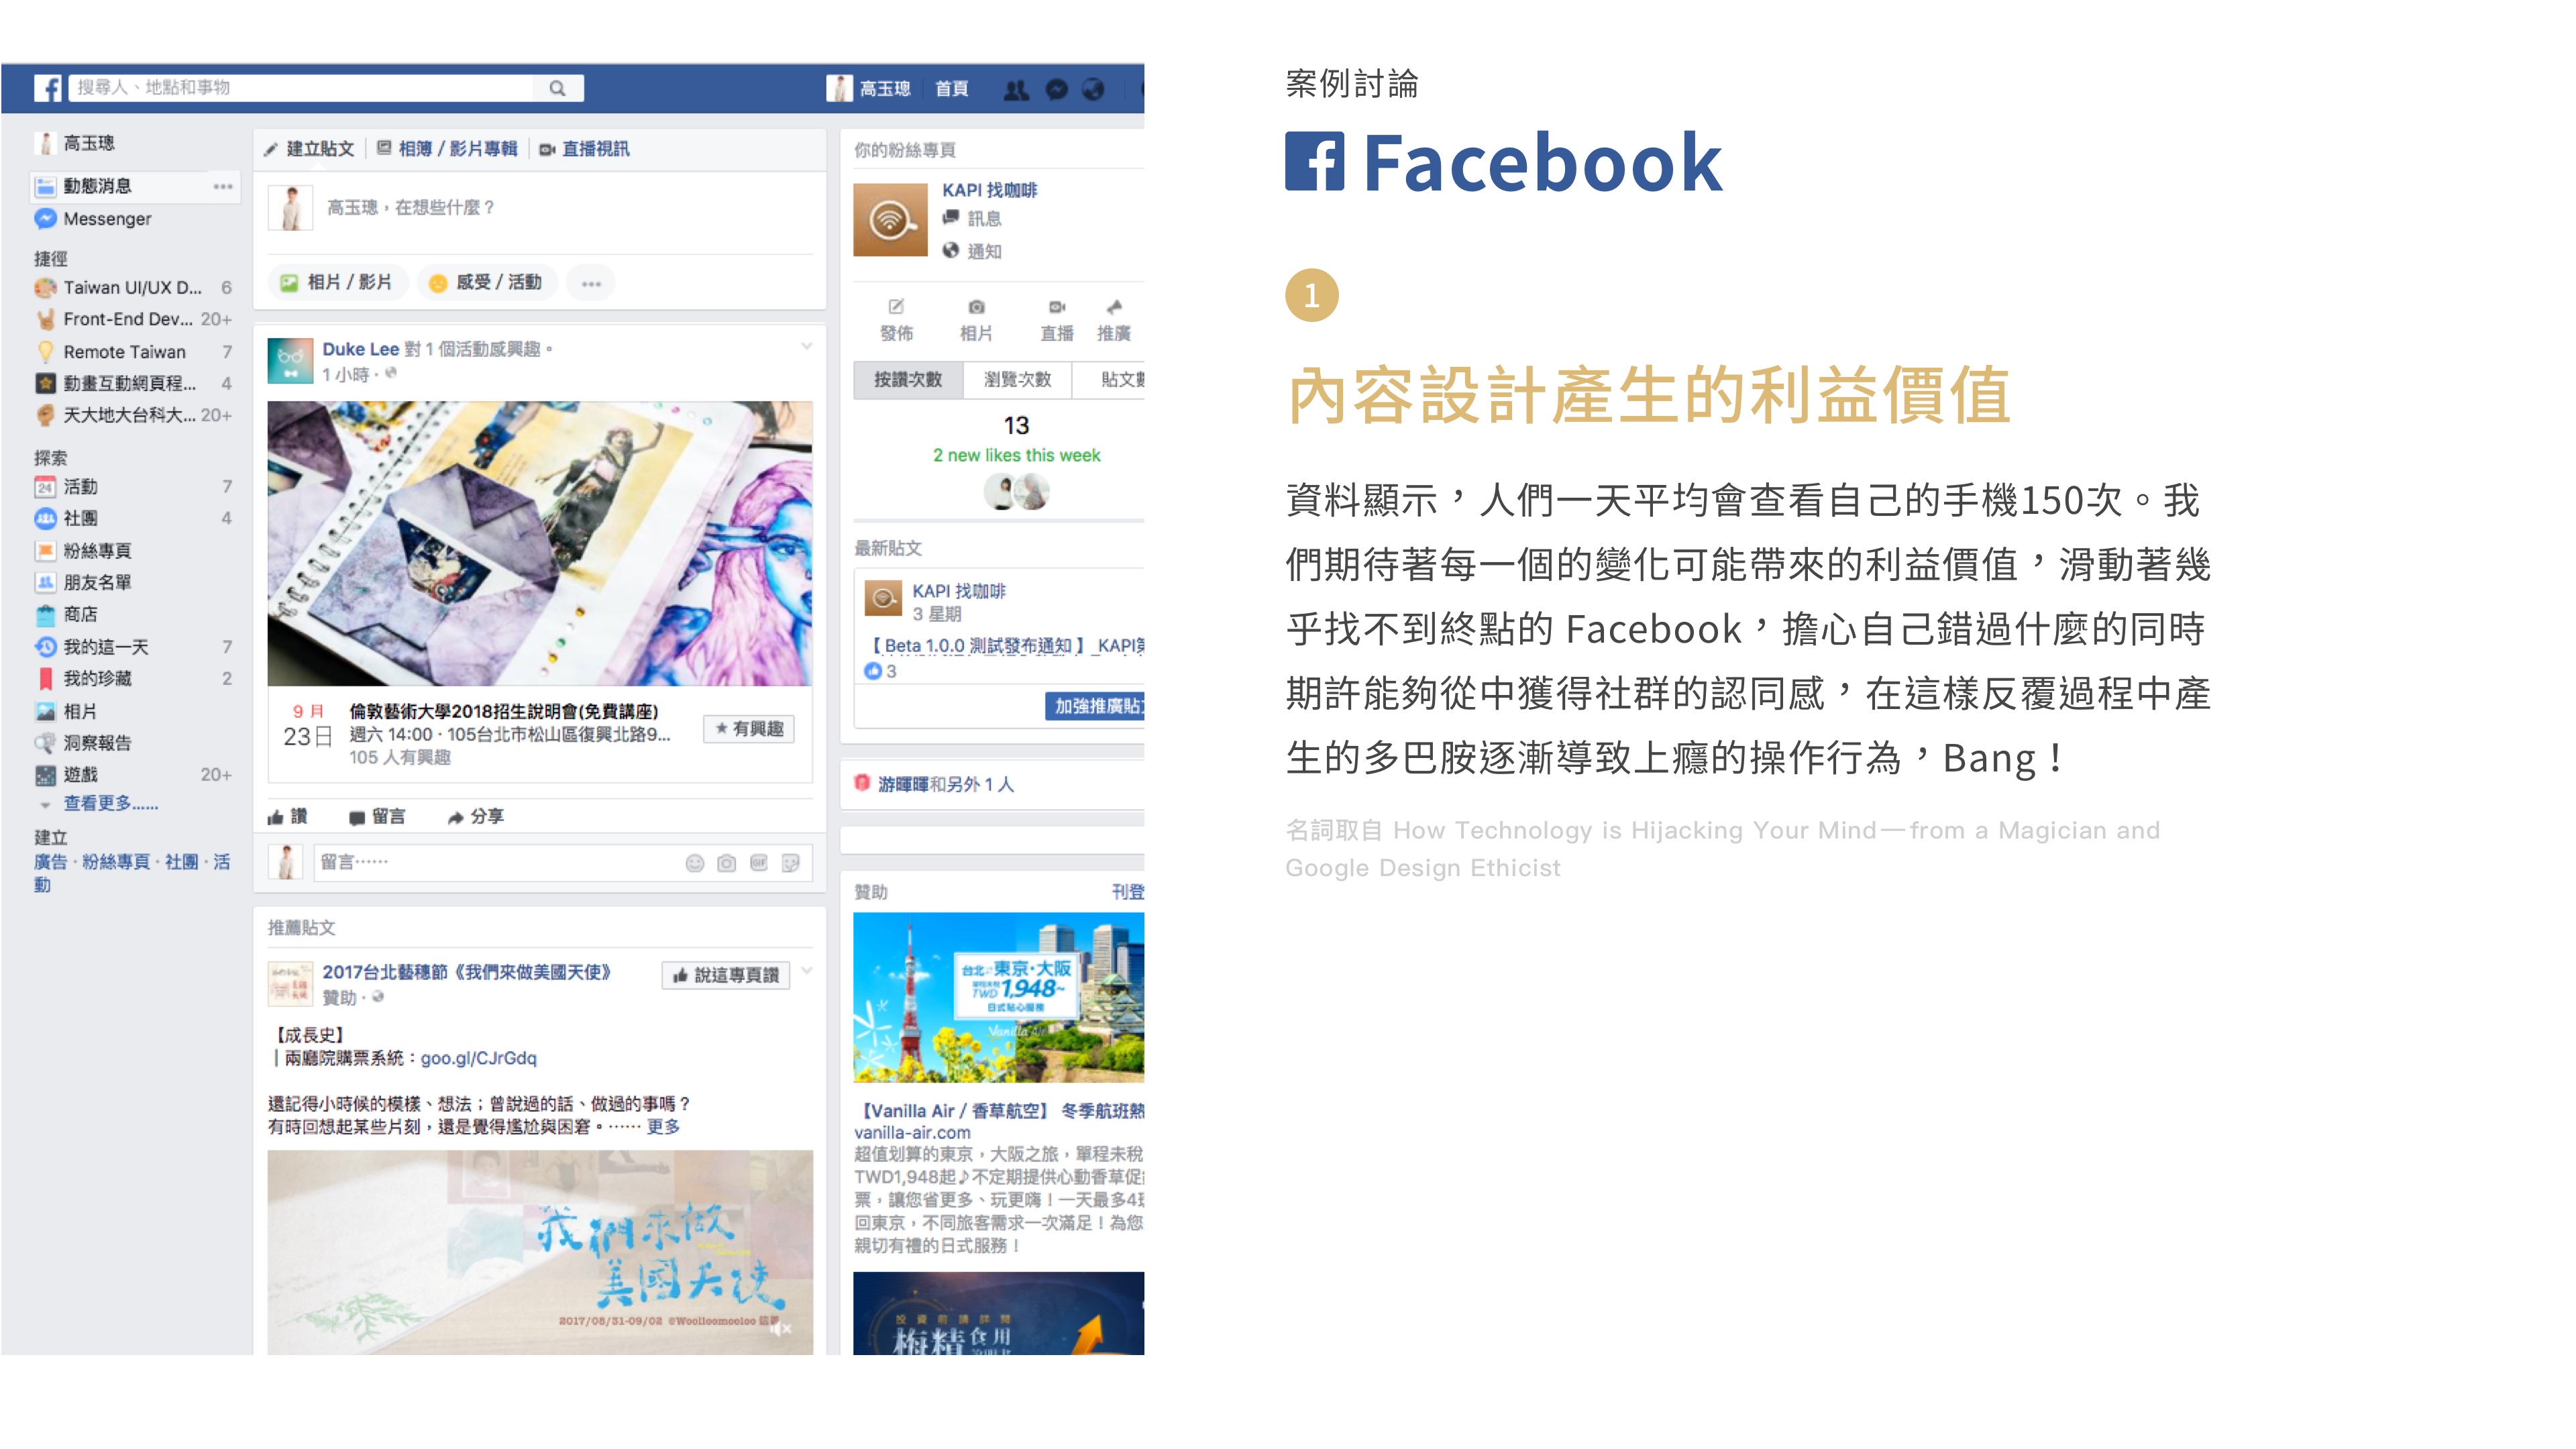 搜尋人、地點和事物
高玉璁
首頁
高玉璁
動態消息
Messenger
捷徑
Taiwan UI/UX D... 6
Front-End Dev... 20+
Remote Taiwan 7
動畫互動網頁程... 4
天大地大台科大... 20+
探索
活動 7
社團 4
粉絲專頁
朋友名單
商店
我的這一天 7
我的珍藏 2
相片
洞察報告
遊戲 20+
查看更多......
建立
廣告 · 粉絲專頁 · 社團 · 活
動
建立貼文
相簿 / 影片專輯
直播視訊
高玉璁，在想些什麼？
相片 / 影片
感受 / 活動
Duke Lee 對 1 個活動感興趣。
1 小時 ·
9 月
23日
倫敦藝術大學2018招生說明會(免費講座)
週六 14:00 · 105台北市松山區復興北路9...
105 人有興趣
★ 有興趣
讚
留言
分享
留言⋯⋯
GIF
推薦貼文
2017台北藝穗節《我們來做美國天使》
贊助 ·
說這專頁讚
【成長史】
｜兩廳院購票系統：goo.gl/CJrGdq
還記得小時候的模樣、想法；曾說過的話、做過的事嗎？
有時回想起某些片刻，還是覺得尷尬與困窘。⋯⋯ 更多
我們來做
美國天使
2017/08/31-09/02 @Woolloomooloo
你的粉絲專頁
KAPI 找咖啡
訊息
通知
發佈
相片
直播
推廣
按讚次數
瀏覽次數
貼文
13
2 new likes this week
最新貼文
KAPI 找咖啡
3 星期
【 Beta 1.0.0 測試發布通知 】_KAPI
3
加強推廣貼
游暉暉和另外 1 人
贊助
刊登
台北 東京·大阪
TWD 1,948~
日式貼心服務
Vanilla Air
【Vanilla Air / 香草航空】 冬季航班熱
vanilla-air.com
超值划算的東京，大阪之旅，單程未稅
TWD1,948起♪不定期提供心動香草促
票，讓您省更多、玩更嗨！一天最多4
回東京，不同旅客需求一次滿足！為您
親切有禮的日式服務！
投資前請詳閱
食用
案例討論
Facebook
1
內容設計產生的利益價值
資料顯示，人們一天平均會查看自己的手機150次。我
們期待著每一個的變化可能帶來的利益價值，滑動著幾
乎找不到終點的 Facebook，擔心自己錯過什麼的同時
期許能夠從中獲得社群的認同感，在這樣反覆過程中產
生的多巴胺逐漸導致上癮的操作行為，Bang！
名詞取自 How Technology is Hijacking Your Mind — from a Magician and
Google Design Ethicist